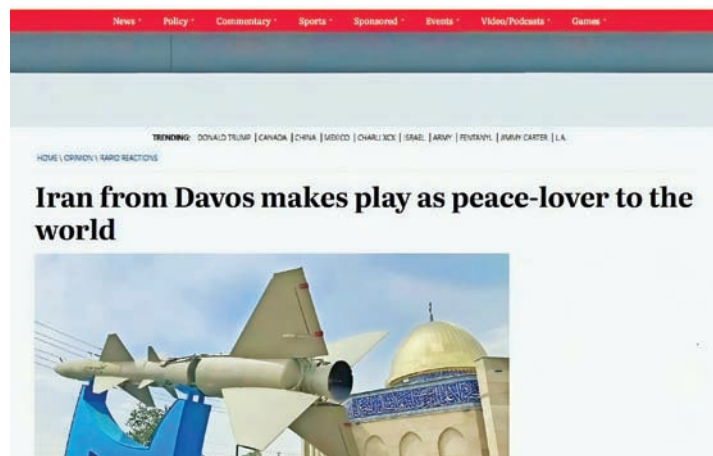 News Policy Commentary Sports Sponsored Events Video/Podcasts Games
TRENDING: DONALD TRUMP | CANADA | CHINA | MEXICO | CHARLI XCX | ISRAEL | ARMY | FENTANYL | JIMMY CARTER | L.A.
HOME \ OPINION \ RAPID REACTIONS
Iran from Davos makes play as peace-lover to the
world